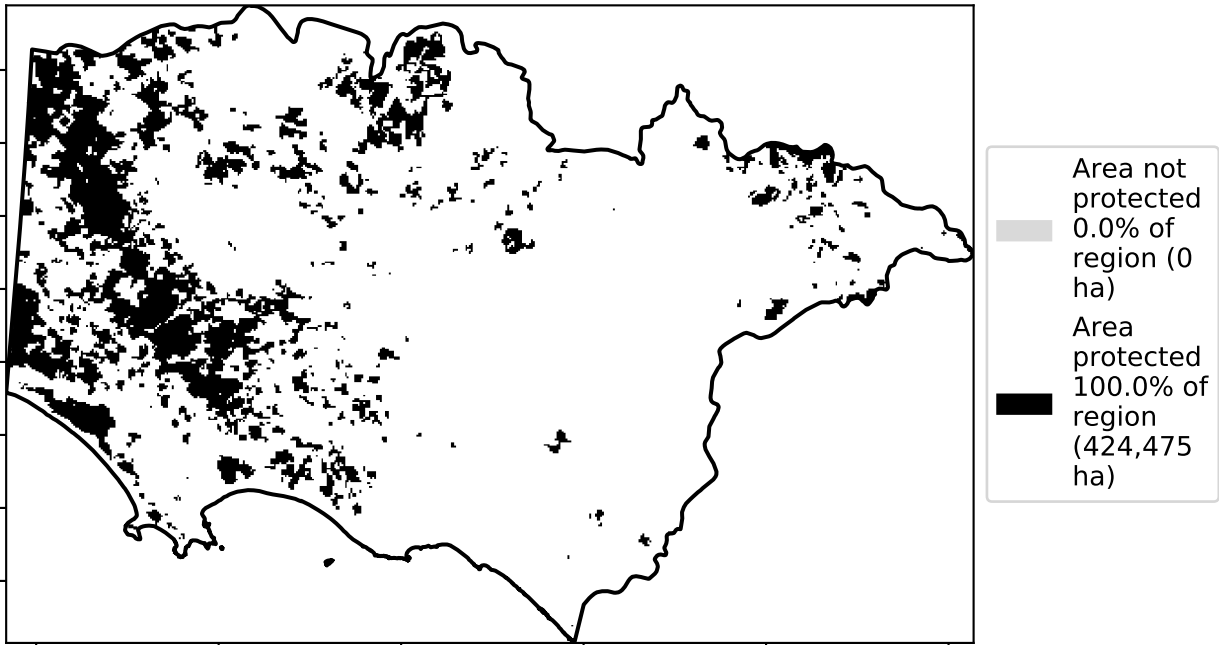 Area not
protected
0.0% of
region (0
ha)
Area
protected
100.0% of
region
(424,475
ha)